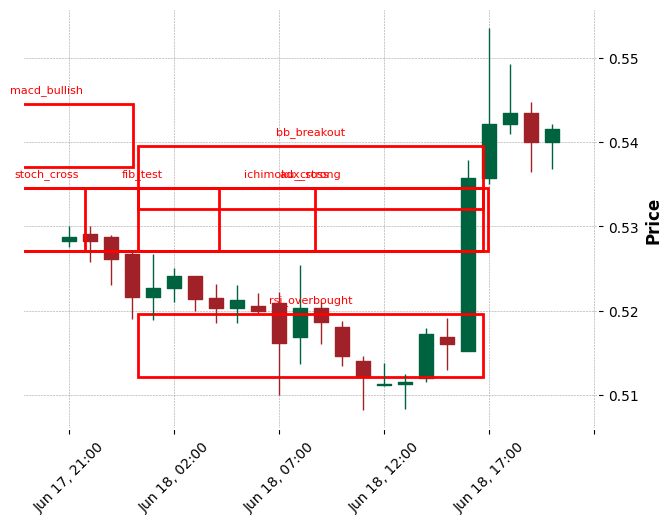 macd_bullish
bb_breakout
stoch_cross
fib_test
rsi_overbought
0.55
0.54
0.53
0.52
0.51
Price
Jun 17, 21:00
Jun 18, 02:00
Jun 18, 07:00
Jun 18, 12:00
Jun 18, 17:00